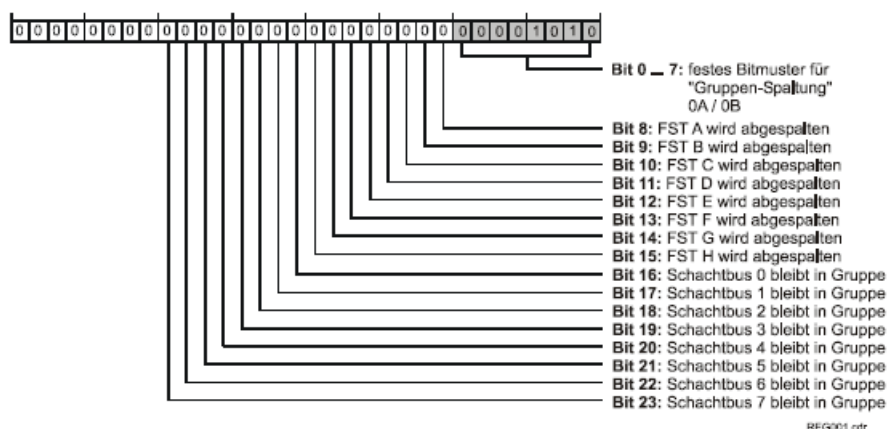 0 0 0 0 0 0 0 0 0 0 0 0 0 0 0 0 0 0 0 0 0 0 0 0 0 0 0 0 1 0 1 0
Bit 0 ... 7: festes Bitmuster für
"Gruppen-Spaltung"
0A / 0B
Bit 8: FST A wird abgespalten
Bit 9: FST B wird abgespalten
Bit 10: FST C wird abgespalten
Bit 11: FST D wird abgespalten
Bit 12: FST E wird abgespalten
Bit 13: FST F wird abgespalten
Bit 14: FST G wird abgespalten
Bit 15: FST H wird abgespalten
Bit 16: Schachtbus 0 bleibt in Gruppe
Bit 17: Schachtbus 1 bleibt in Gruppe
Bit 18: Schachtbus 2 bleibt in Gruppe
Bit 19: Schachtbus 3 bleibt in Gruppe
Bit 20: Schachtbus 4 bleibt in Gruppe
Bit 21: Schachtbus 5 bleibt in Gruppe
Bit 22: Schachtbus 6 bleibt in Gruppe
Bit 23: Schachtbus 7 bleibt in Gruppe
REG001.cdr